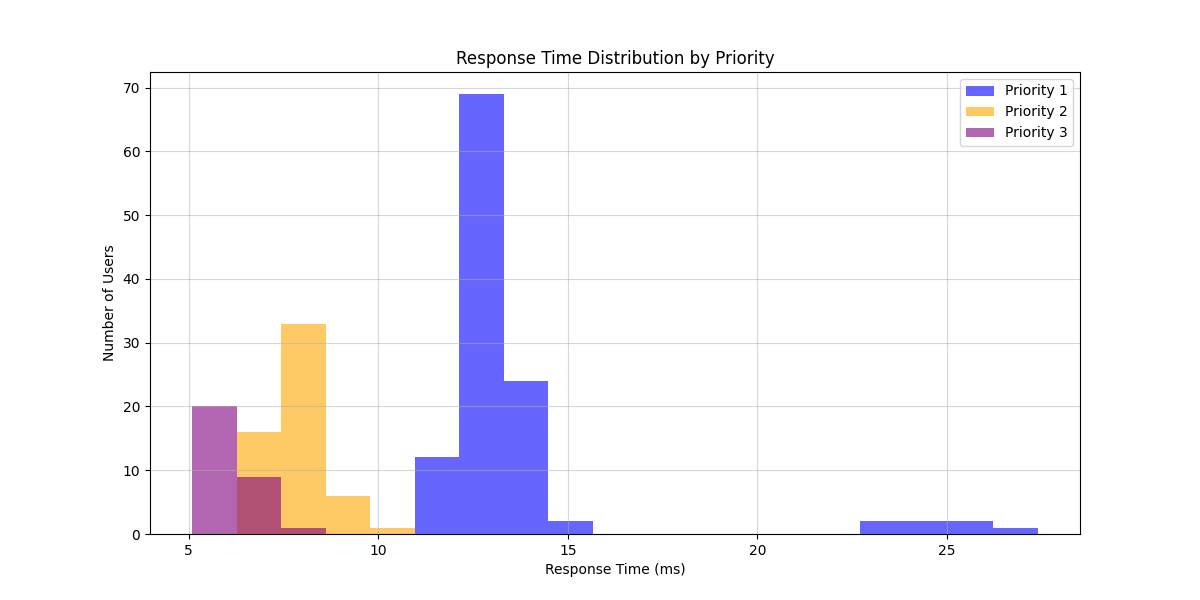 Response Time Distribution by Priority
Priority 1
Priority 2
Priority 3
Number of Users
70
60
50
40
30
20
10
0
5 10 15 20 25
Response Time (ms)